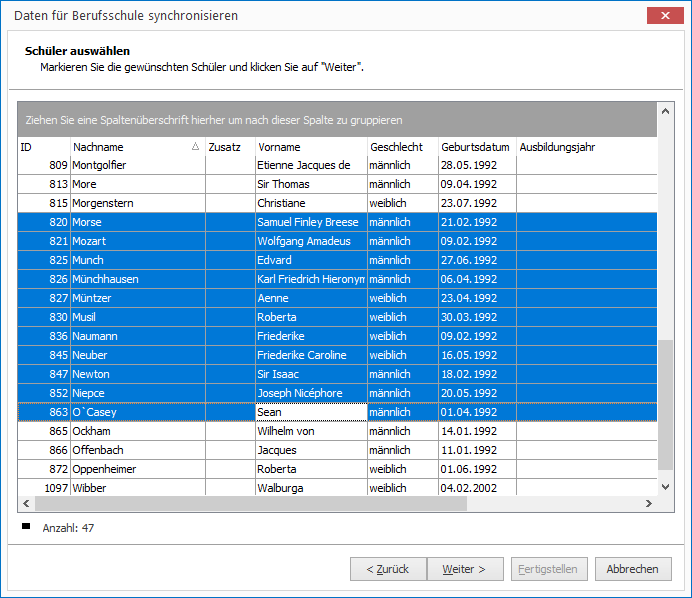 Daten für Berufsschule synchronisieren
Schüler auswählen
Markieren Sie die gewünschten Schüler und klicken Sie auf "Weiter".
Ziehen Sie eine Spaltenüberschrift hierher um nach dieser Spalte zu gruppieren
ID Nachname Zusatz Vorname Geschlecht Geburtsdatum Ausbildungsjahr
809 Montgolfier Etienne Jacques de männlich 28.05.1992
813 More Sir Thomas männlich 09.04.1992
815 Morgenstern Christiane weiblich 23.07.1992
820 Morse Samuel Finley Breese männlich 21.02.1992
821 Mozart Wolfgang Amadeus männlich 09.02.1992
825 Munch Edvard männlich 27.06.1992
826 Münchhausen Karl Friedrich Hieronym männlich 06.04.1992
827 Müntzer Aenne weiblich 23.04.1992
830 Musil Roberta weiblich 30.03.1992
836 Naumann Friederike weiblich 09.02.1992
845 Neuber Friederike Caroline weiblich 16.05.1992
847 Newton Sir Isaac männlich 18.02.1992
852 Niepce Joseph Nicéphore männlich 20.05.1992
863 O`Casey Sean männlich 01.04.1992
865 Ockham Wilhelm von männlich 14.01.1992
866 Offenbach Jacques männlich 11.01.1992
872 Oppenheimer Roberta weiblich 01.06.1992
1097 Wibber Walburga weiblich 04.02.2002
Anzahl: 47
< Zurück Weiter > Fertigstellen Abbrechen